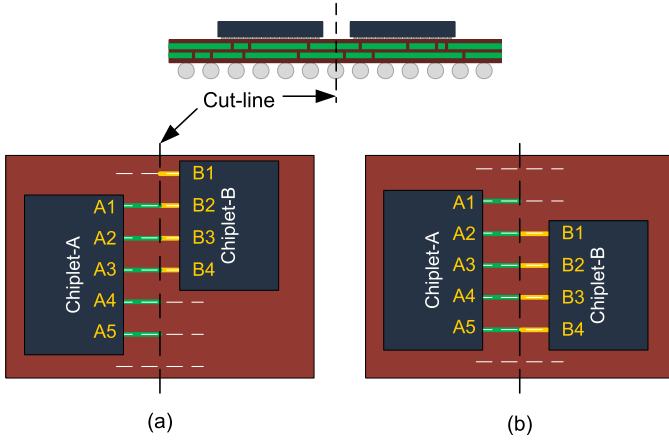 Cut-line
B1
A1 B2
A2 B3
A3 B4
A4
A5
Chiplet-A
Chiplet-B
(a)
A1
A2 B1
A3 B2
A4 B3
A5 B4
Chiplet-A
Chiplet-B
(b)